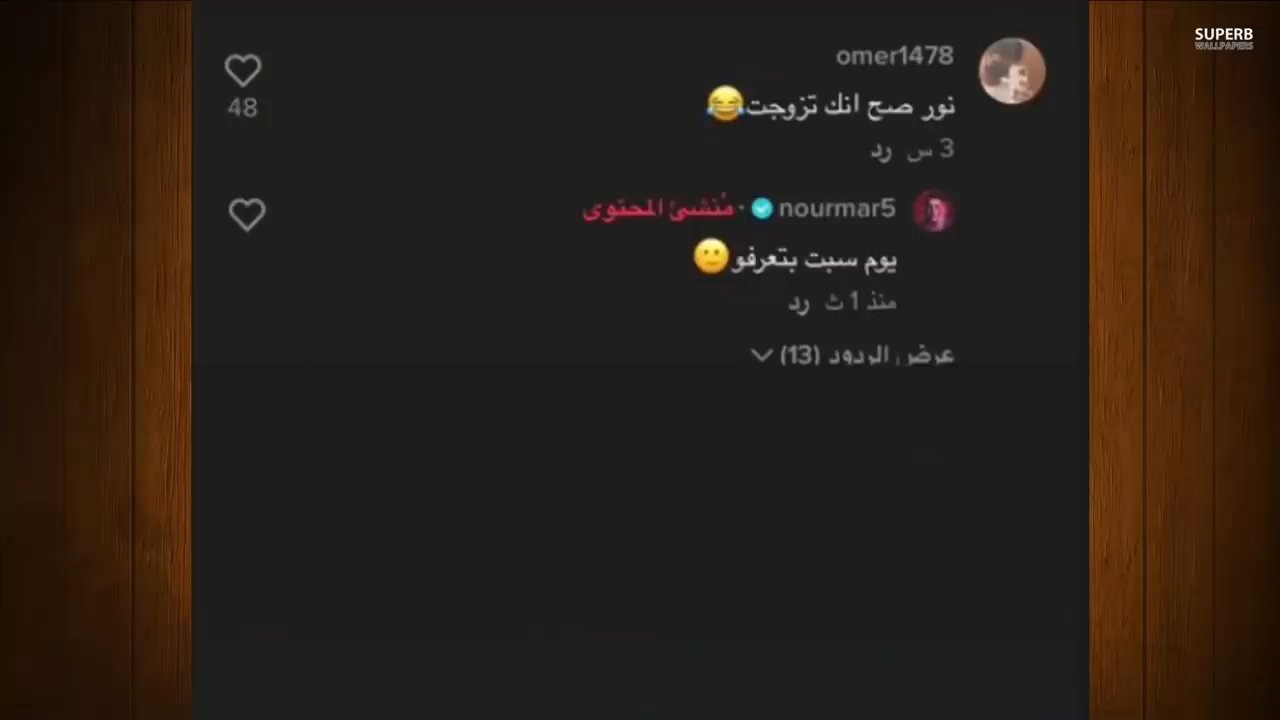 SUPERB
WALLPAPERS
omer1478
نور صح انك تزوجت😂
48
3 س رد
nourmar5 · مُنشئ المحتوى
يوم سبت بتعرفو🙂
منذ 1 ث رد
عرض الردود (13)